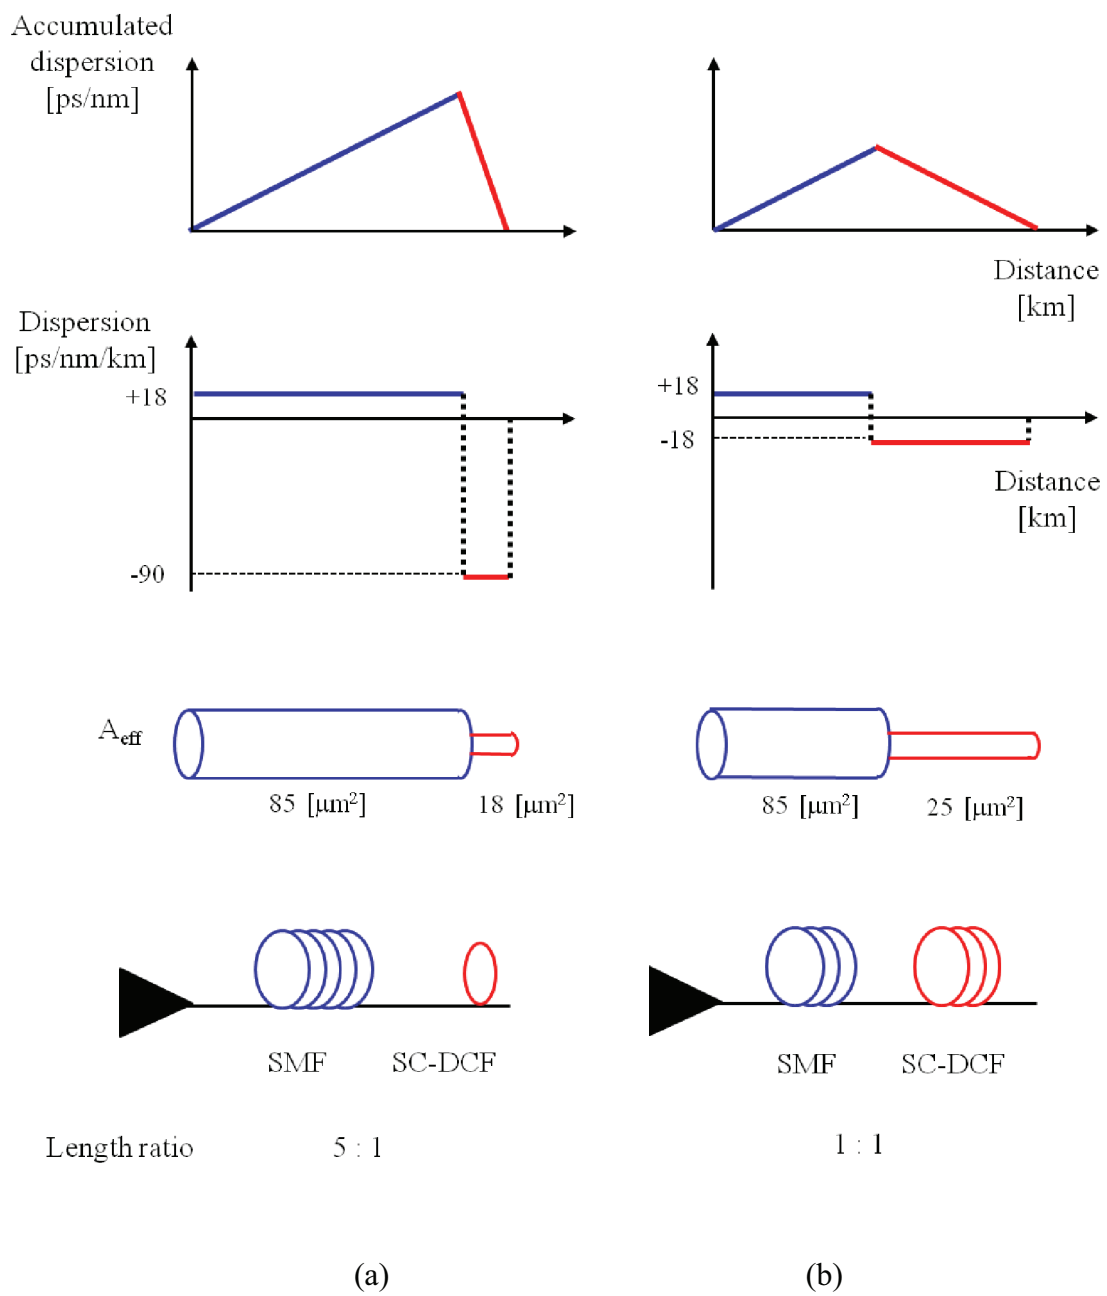 Accumulated
dispersion
[ps/nm]
Distance
[km]
Dispersion
[ps/nm/km]
+18
-90
+18
-18
Distance
[km]
A_eff
85 [μm²]
18 [μm²]
85 [μm²]
25 [μm²]
SMF
SC-DCF
SMF
SC-DCF
Length ratio
5 : 1
1 : 1
(a)
(b)